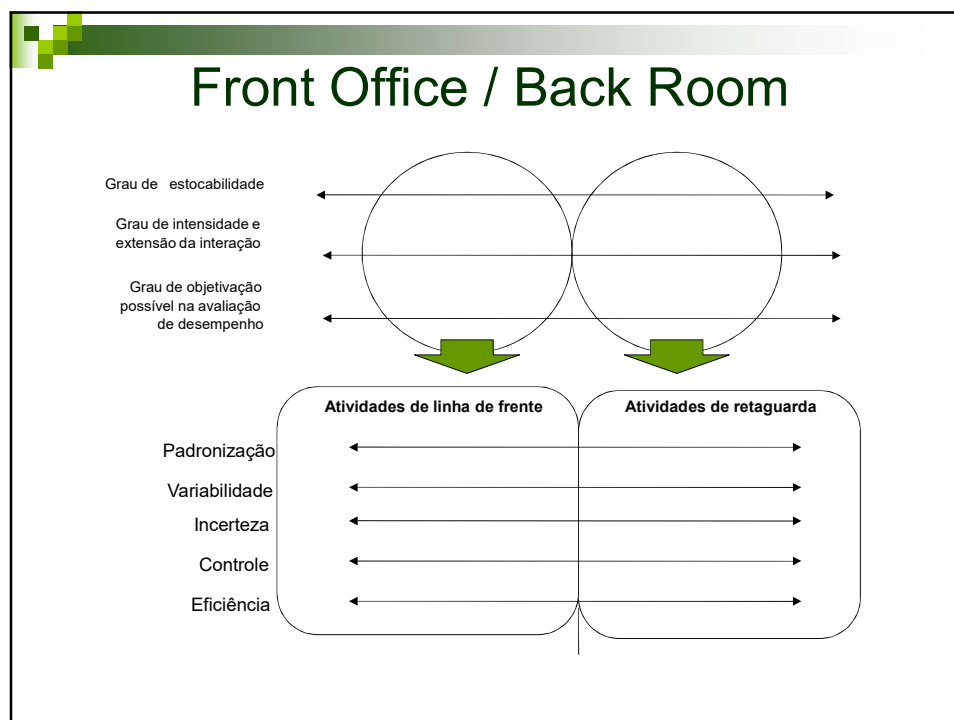 Front Office / Back Room
Grau de estocabilidade
Grau de intensidade e
extensão da interação
Grau de objetivação
possível na avaliação
de desempenho
Atividades de linha de frente
Atividades de retaguarda
Padronização
Variabilidade
Incerteza
Controle
Eficiência